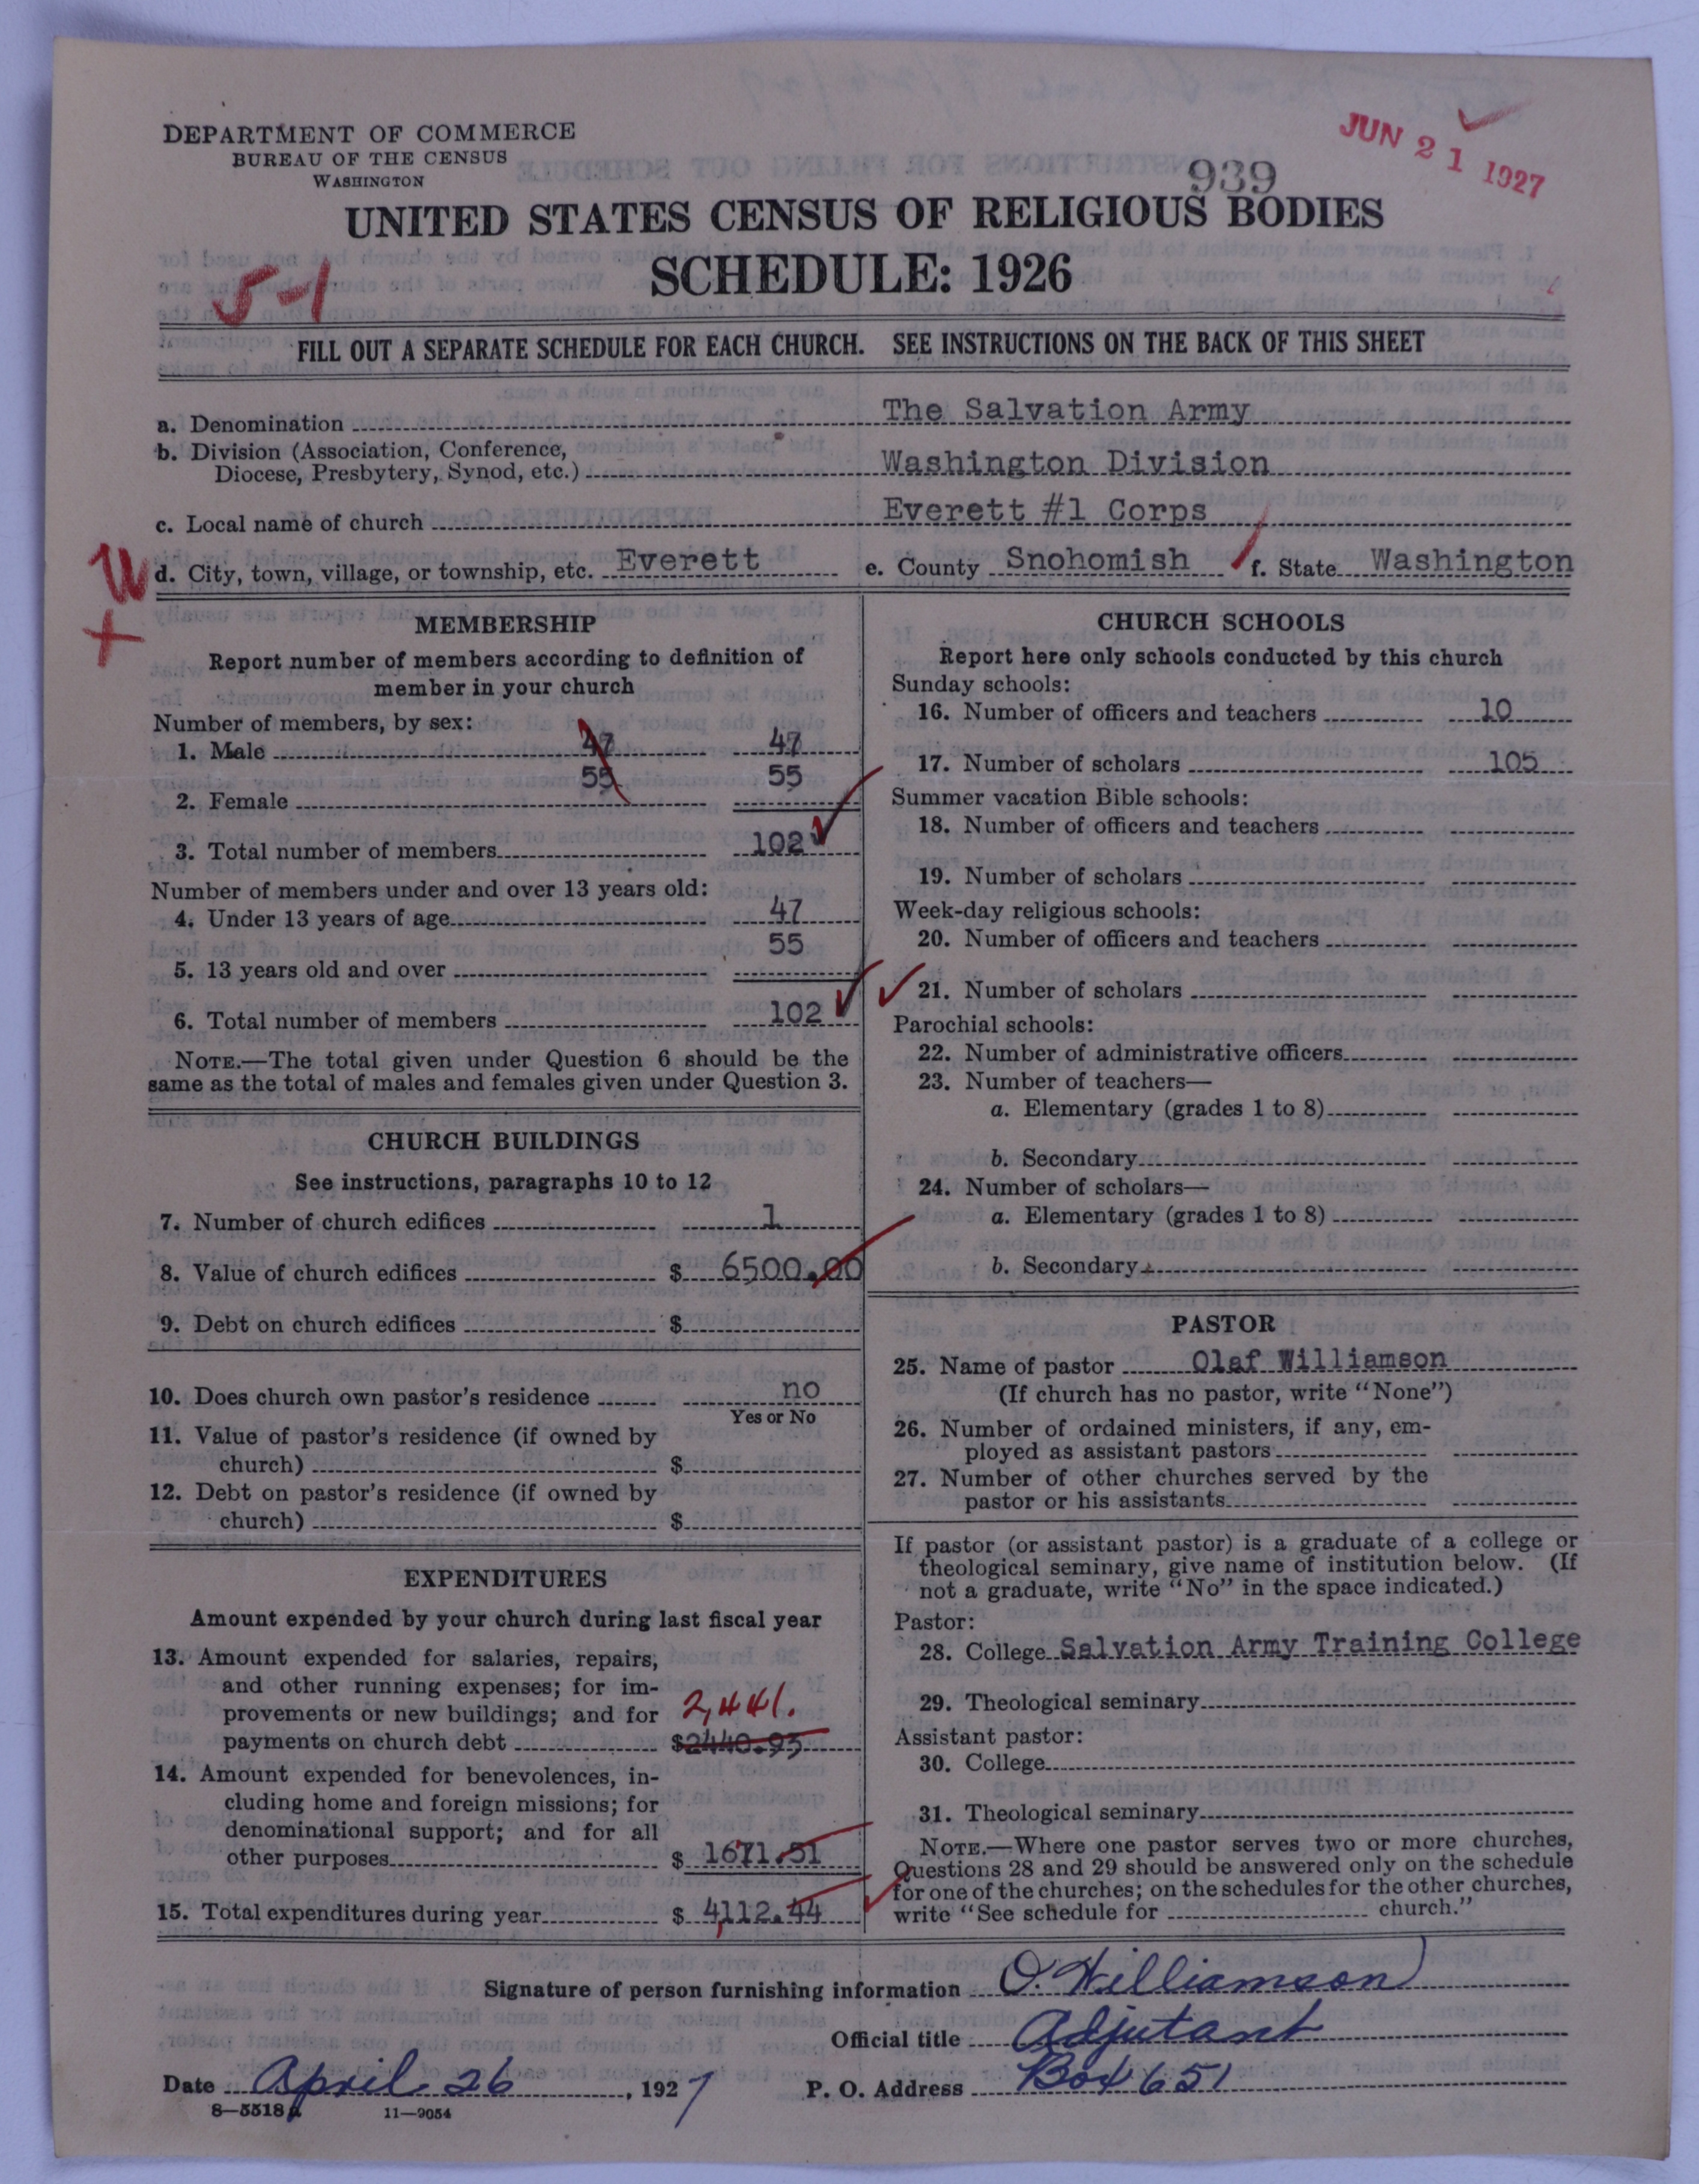 DEPARTMENT OF COMMERCE
BUREAU OF THE CENSUS
WASHINGTON
JUN 21 1927
939
UNITED STATES CENSUS OF RELIGIOUS BODIES
SCHEDULE: 1926
5-1
FILL OUT A SEPARATE SCHEDULE FOR EACH CHURCH. SEE INSTRUCTIONS ON THE BACK OF THIS SHEET
a. Denomination The Salvation Army
b. Division (Association, Conference,
Diocese, Presbytery, Synod, etc.) Washington Division
c. Local name of church Everett #1 Corps
d. City, town, village, or township, etc. Everett e. County Snohomish f. State Washington
MEMBERSHIP
Report number of members according to definition of
member in your church
Number of members, by sex:
1. Male 47 47
2. Female 55 55
3. Total number of members 102
Number of members under and over 13 years old:
4. Under 13 years of age 47
5. 13 years old and over 55
6. Total number of members 102
NOTE.—The total given under Question 6 should be the
same as the total of males and females given under Question 3.
CHURCH BUILDINGS
See instructions, paragraphs 10 to 12
7. Number of church edifices 1
8. Value of church edifices $ 6500.00
9. Debt on church edifices $
10. Does church own pastor's residence no
Yes or No
11. Value of pastor's residence (if owned by
church) $
12. Debt on pastor's residence (if owned by
church) $
EXPENDITURES
Amount expended by your church during last fiscal year
13. Amount expended for salaries, repairs,
and other running expenses; for im-
provements or new buildings; and for 2,441.
payments on church debt $2440.93
14. Amount expended for benevolences, in-
cluding home and foreign missions; for
denominational support; and for all
other purposes $ 1671.51
15. Total expenditures during year $ 4112.44
CHURCH SCHOOLS
Report here only schools conducted by this church
Sunday schools:
16. Number of officers and teachers 10
17. Number of scholars 105
Summer vacation Bible schools:
18. Number of officers and teachers
19. Number of scholars
Week-day religious schools:
20. Number of officers and teachers
21. Number of scholars
Parochial schools:
22. Number of administrative officers
23. Number of teachers—
a. Elementary (grades 1 to 8)
b. Secondary
24. Number of scholars—
a. Elementary (grades 1 to 8)
b. Secondary
PASTOR
25. Name of pastor Olaf Williamson
(If church has no pastor, write "None")
26. Number of ordained ministers, if any, em-
ployed as assistant pastors
27. Number of other churches served by the
pastor or his assistants
If pastor (or assistant pastor) is a graduate of a college or
theological seminary, give name of institution below. (If
not a graduate, write "No" in the space indicated.)
Pastor:
28. College Salvation Army Training College
29. Theological seminary
Assistant pastor:
30. College
31. Theological seminary
NOTE.—Where one pastor serves two or more churches,
Questions 28 and 29 should be answered only on the schedule
for one of the churches; on the schedules for the other churches,
write "See schedule for church."
Signature of person furnishing information O. Williamson
Official title Adjutant
Date April 26, 1927 P. O. Address Box 651
8—5518a 11—9054